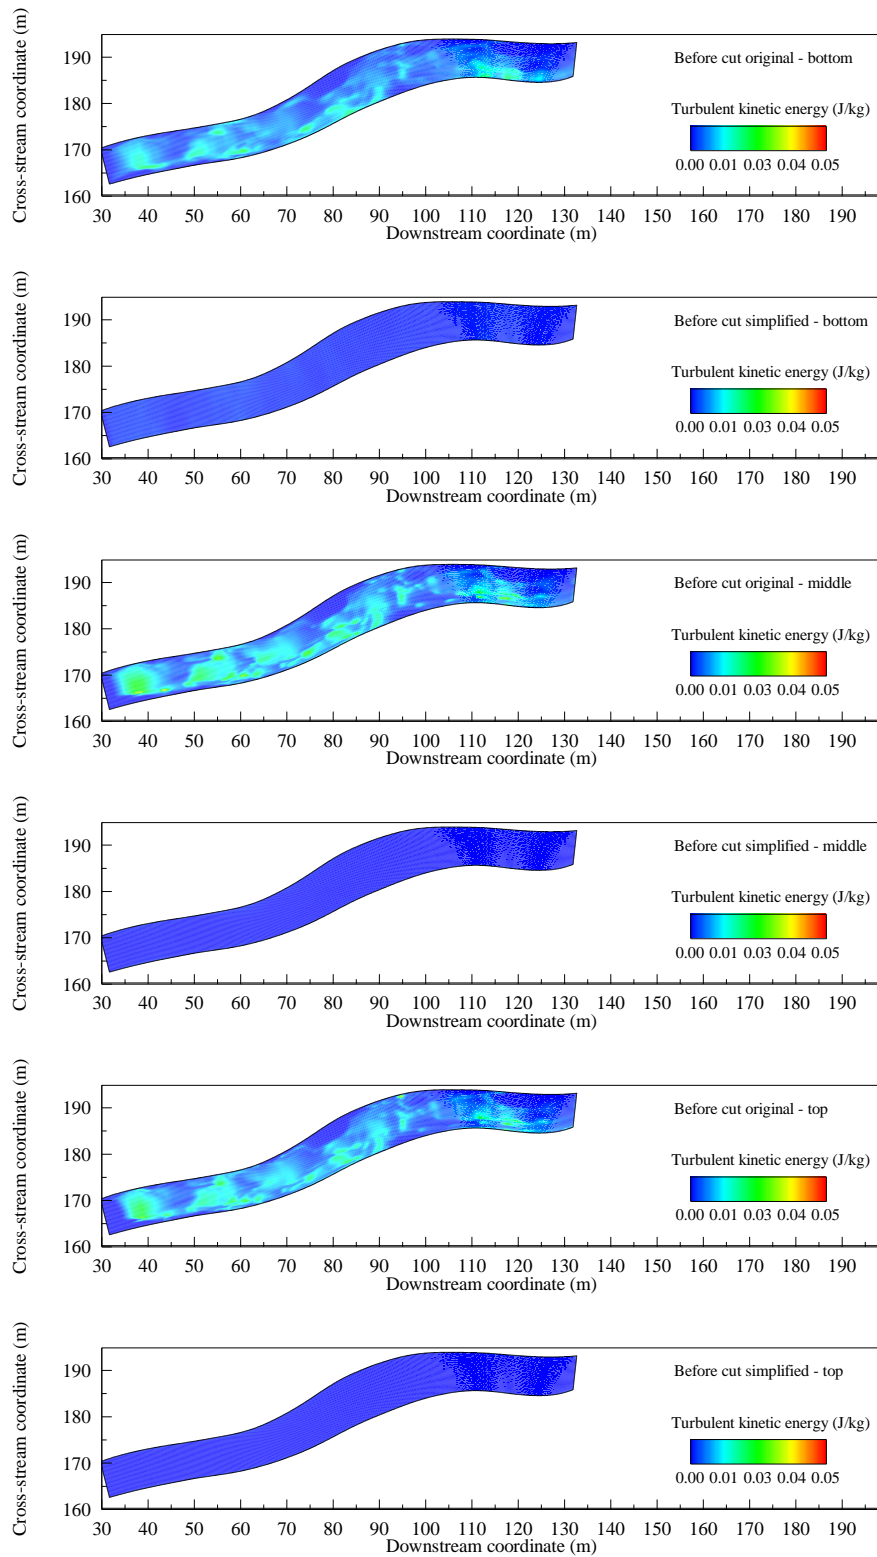 Cross-stream coordinate (m)
190
180
170
160
Before cut original - bottom
Turbulent kinetic energy (J/kg)
0.00 0.01 0.03 0.04 0.05
30 40 50 60 70 80 90 100 110 120 130 140 150 160 170 180 190
Downstream coordinate (m)
Cross-stream coordinate (m)
190
180
170
160
Before cut simplified - bottom
Turbulent kinetic energy (J/kg)
0.00 0.01 0.03 0.04 0.05
30 40 50 60 70 80 90 100 110 120 130 140 150 160 170 180 190
Downstream coordinate (m)
Cross-stream coordinate (m)
190
180
170
160
Before cut original - middle
Turbulent kinetic energy (J/kg)
0.00 0.01 0.03 0.04 0.05
30 40 50 60 70 80 90 100 110 120 130 140 150 160 170 180 190
Downstream coordinate (m)
Cross-stream coordinate (m)
190
180
170
160
Before cut simplified - middle
Turbulent kinetic energy (J/kg)
0.00 0.01 0.03 0.04 0.05
30 40 50 60 70 80 90 100 110 120 130 140 150 160 170 180 190
Downstream coordinate (m)
Cross-stream coordinate (m)
190
180
170
160
Before cut original - top
Turbulent kinetic energy (J/kg)
0.00 0.01 0.03 0.04 0.05
30 40 50 60 70 80 90 100 110 120 130 140 150 160 170 180 190
Downstream coordinate (m)
Cross-stream coordinate (m)
190
180
170
160
Before cut simplified - top
Turbulent kinetic energy (J/kg)
0.00 0.01 0.03 0.04 0.05
30 40 50 60 70 80 90 100 110 120 130 140 150 160 170 180 190
Downstream coordinate (m)